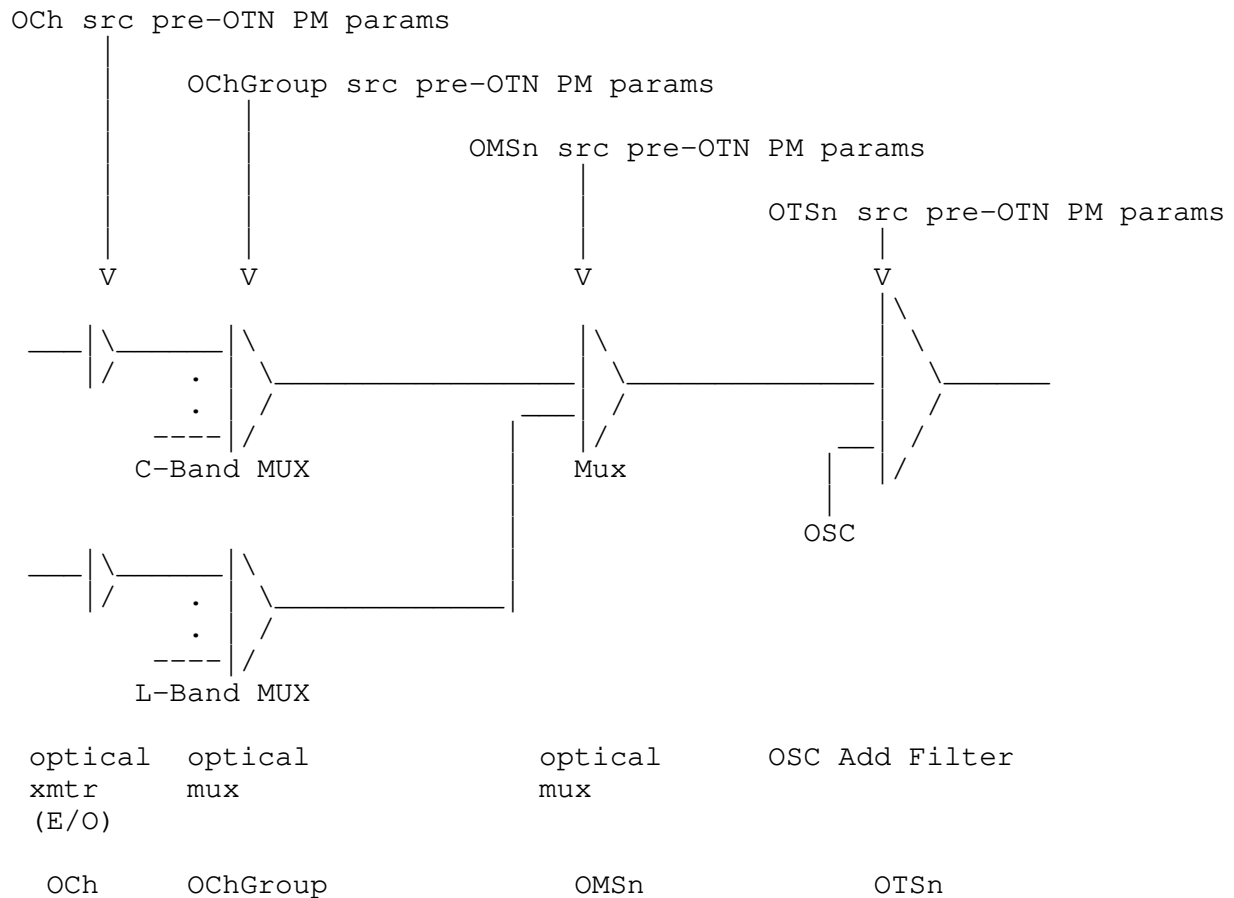 OCh src pre-OTN PM params
OChGroup src pre-OTN PM params
OMSn src pre-OTN PM params
OTSn src pre-OTN PM params
V V V V
C-Band MUX Mux
OSC
L-Band MUX
optical optical optical OSC Add Filter
xmtr mux mux
(E/O)
OCh OChGroup OMSn OTSn